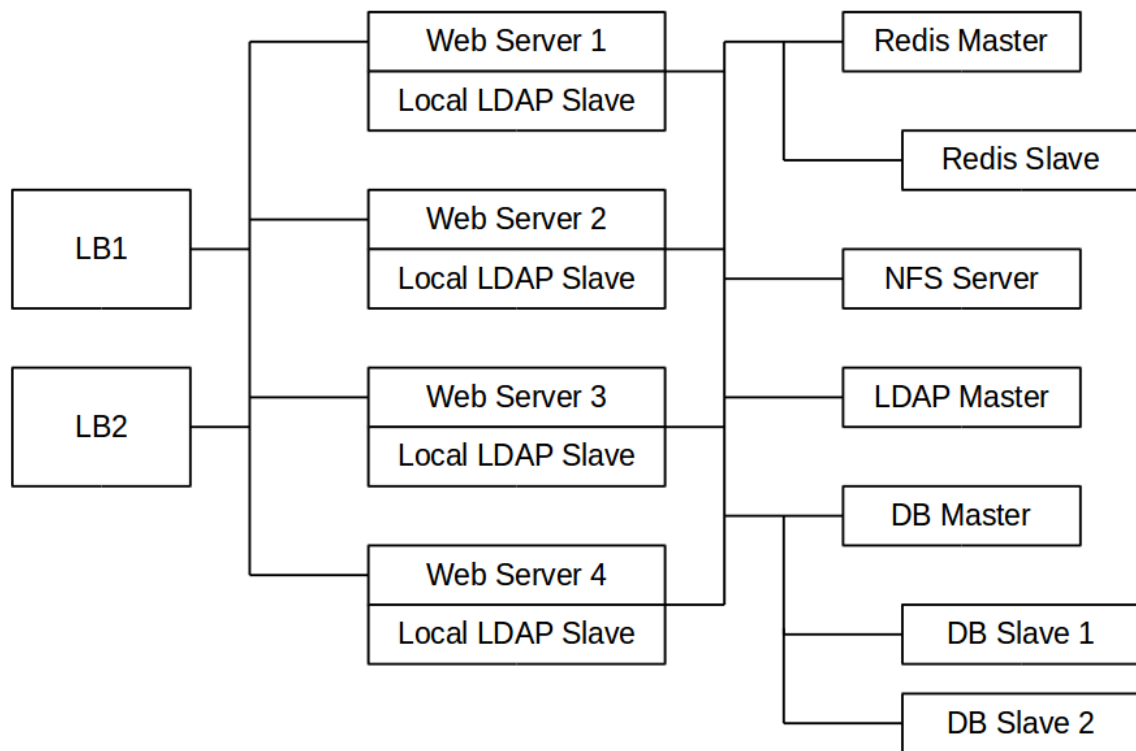 LB1
LB2
Web Server 1
Local LDAP Slave
Web Server 2
Local LDAP Slave
Web Server 3
Local LDAP Slave
Web Server 4
Local LDAP Slave
Redis Master
Redis Slave
NFS Server
LDAP Master
DB Master
DB Slave 1
DB Slave 2